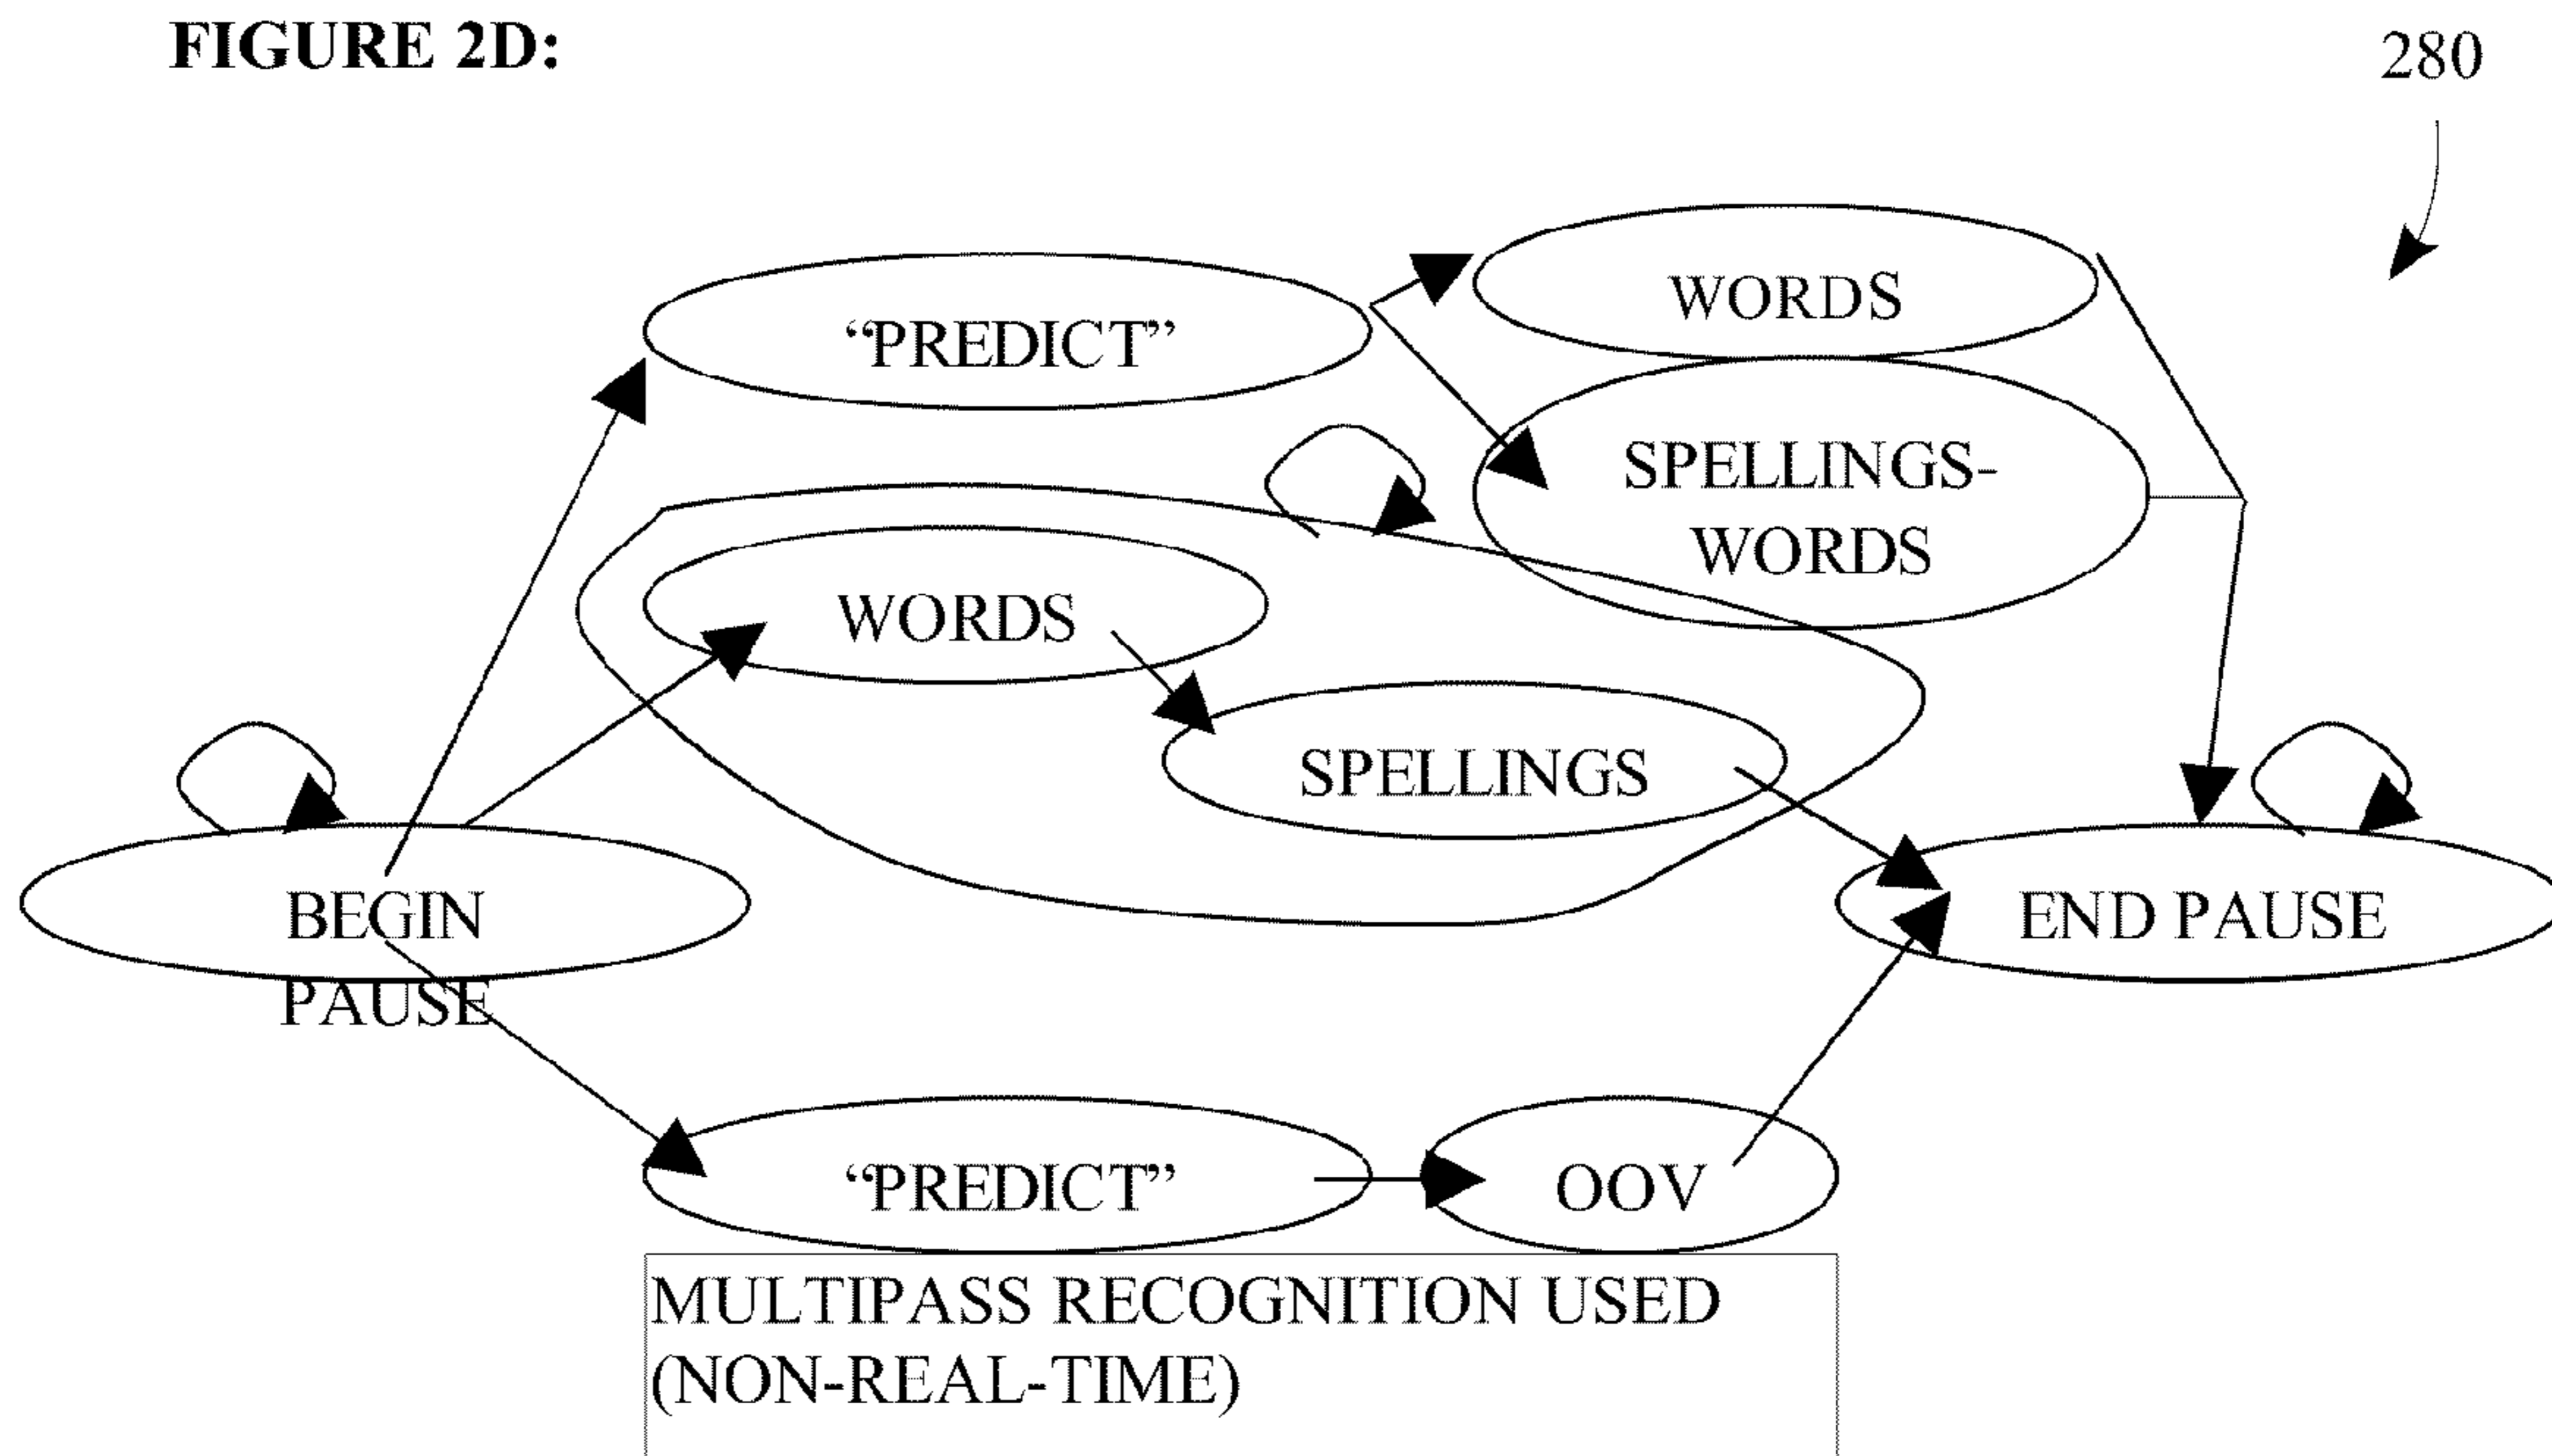 FIGURE 2D:
280
WORDS
“PREDICT”
SPELLINGS-
WORDS
WORDS
SPELLINGS
BEGIN
PAUSE
END PAUSE
“PREDICT”
OOV
MULTIPASS RECOGNITION USED
(NON-REAL-TIME)